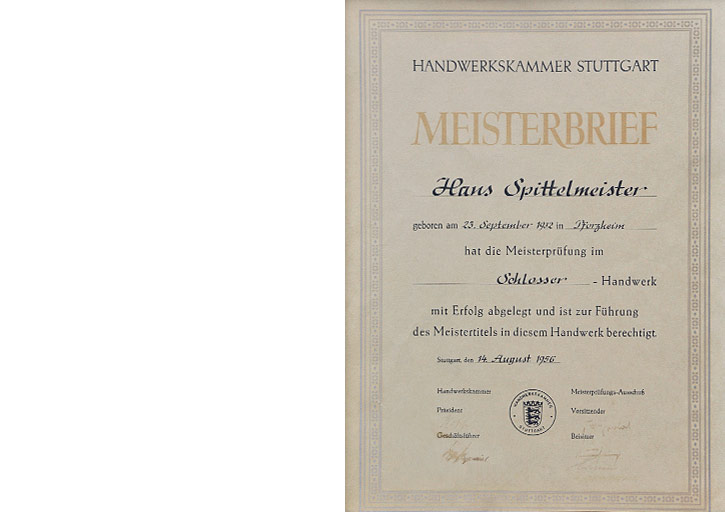 HANDWERKSKAMMER STUTTGART
MEISTERBRIEF
Hans Spittelmeister
geboren am 23. September 1912 in Pforzheim
hat die Meisterprüfung im
Schlosser - Handwerk
mit Erfolg abgelegt und ist zur Führung
des Meistertitels in diesem Handwerk berechtigt.
Stuttgart, den 14. August 1956
Handwerkskammer Meisterprüfungs-Ausschuß
HANDWERKSKAMMER STUTTGART
Präsident Vorsitzender
Geschäftsführer Beisitzer